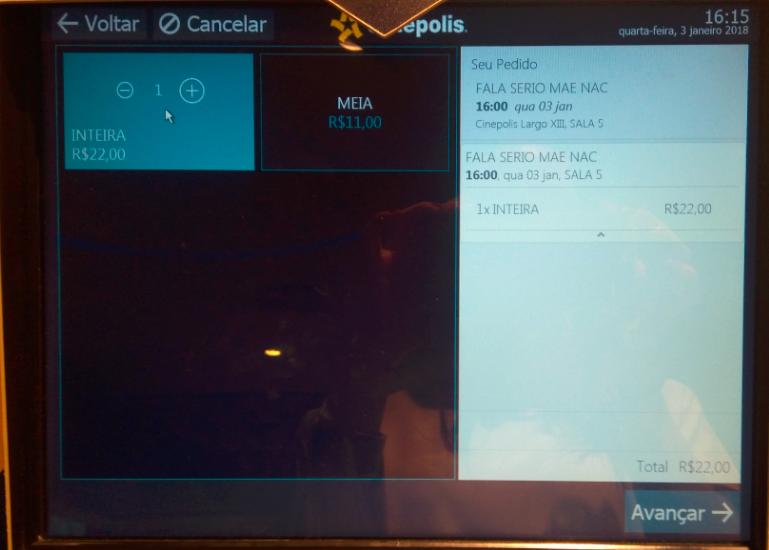 ← Voltar
Cancelar
epolis.
16:15
quarta-feira, 3 janeiro 2018
1
INTEIRA
R$22,00
MEIA
R$11,00
Seu Pedido
FALA SERIO MAE NAC
16:00 qua 03 jan
Cinepolis Largo XIII, SALA 5
FALA SERIO MAE NAC
16:00, qua 03 jan, SALA 5
1x INTEIRA R$22,00
Total R$22,00
Avançar →